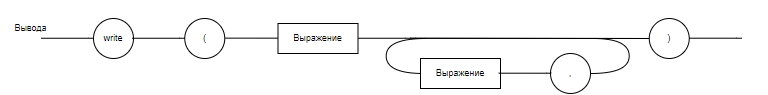 Вывода
write
(
Выражение
)
Выражение
,